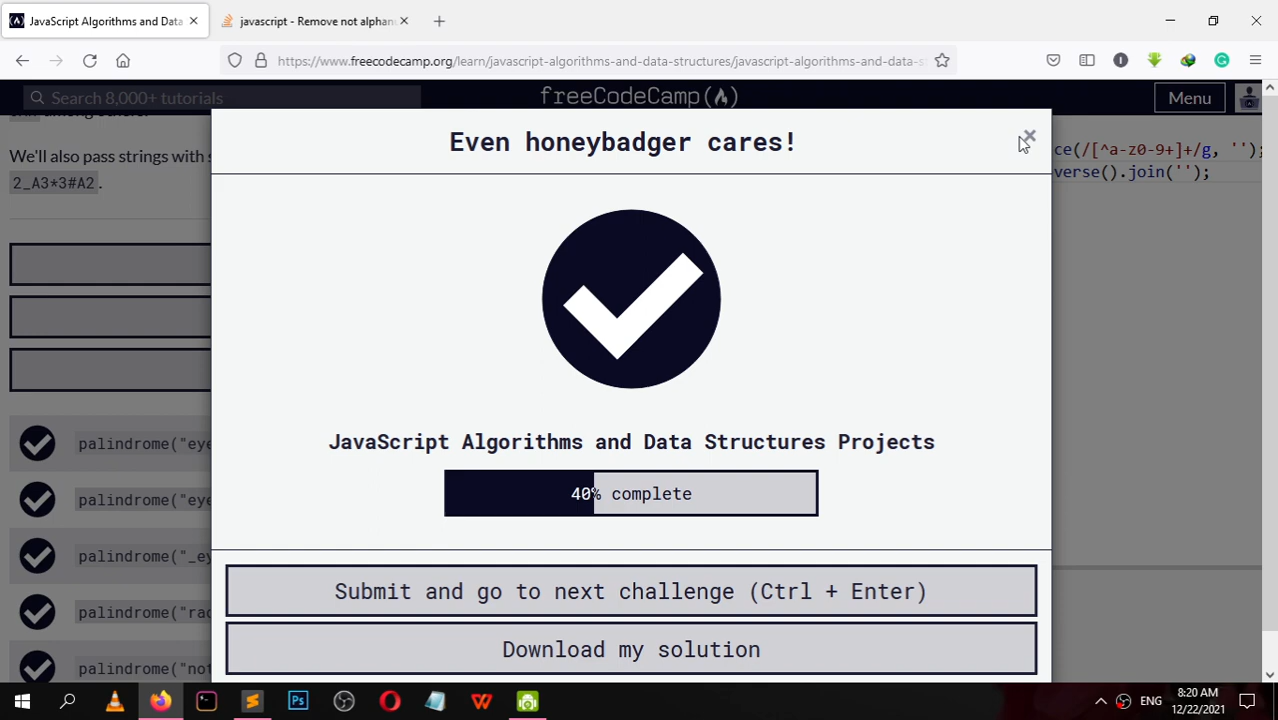 JavaScript Algorithms and Data
javascript - Remove not alphan
https://www.freecodecamp.org/learn/javascript-algorithms-and-data-structures/javascript-algorithms-and-data-s
Search 8,000+ tutorials
freeCodeCamp
Menu
We'll also pass strings with s
2_A3*3#A2.
Even honeybadger cares!
ce(/[^a-z0-9+]+/g, '');
verse().join('');
JavaScript Algorithms and Data Structures Projects
40% complete
palindrome("eye
palindrome("eye
palindrome("_ey
palindrome("rac
palindrome("not
Submit and go to next challenge (Ctrl + Enter)
Download my solution
ENG
8:20 AM
12/22/2021